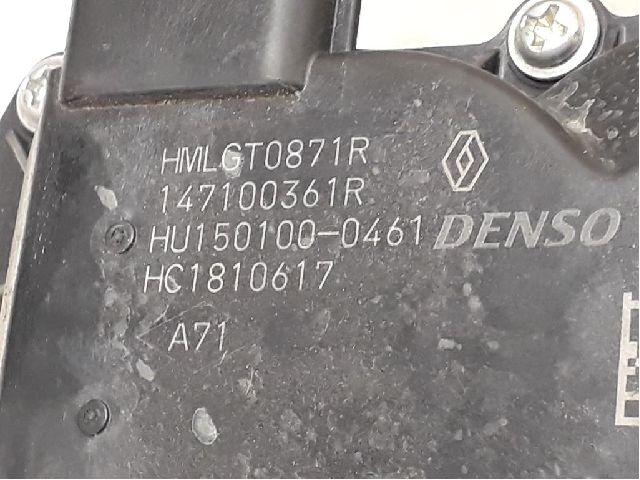 HMLGT0871R
147100361R
HU150100-0461 DENSO
HC1810617
A71